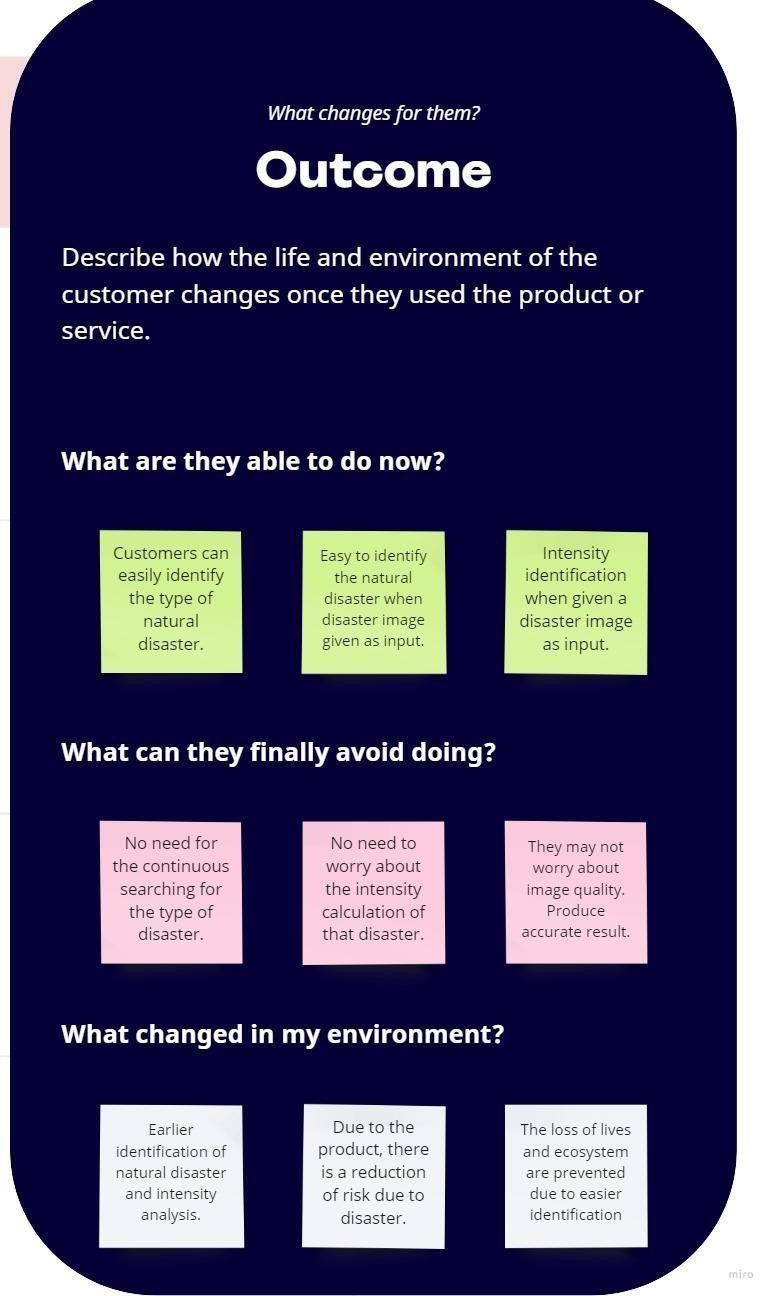 What changes for them?
Outcome
Describe how the life and environment of the
customer changes once they used the product or
service.
What are they able to do now?
Customers can
easily identify
the type of
natural
disaster.
Easy to identify
the natural
disaster when
disaster image
given as input.
Intensity
identification
when given a
disaster image
as input.
What can they finally avoid doing?
No need for
the continuous
searching for
the type of
disaster.
No need to
worry about
the intensity
calculation of
that disaster.
They may not
worry about
image quality.
Produce
accurate result.
What changed in my environment?
Earlier
identification of
natural disaster
and intensity
analysis.
Due to the
product, there
is a reduction
of risk due to
disaster.
The loss of lives
and ecosystem
are prevented
due to easier
identification
miro